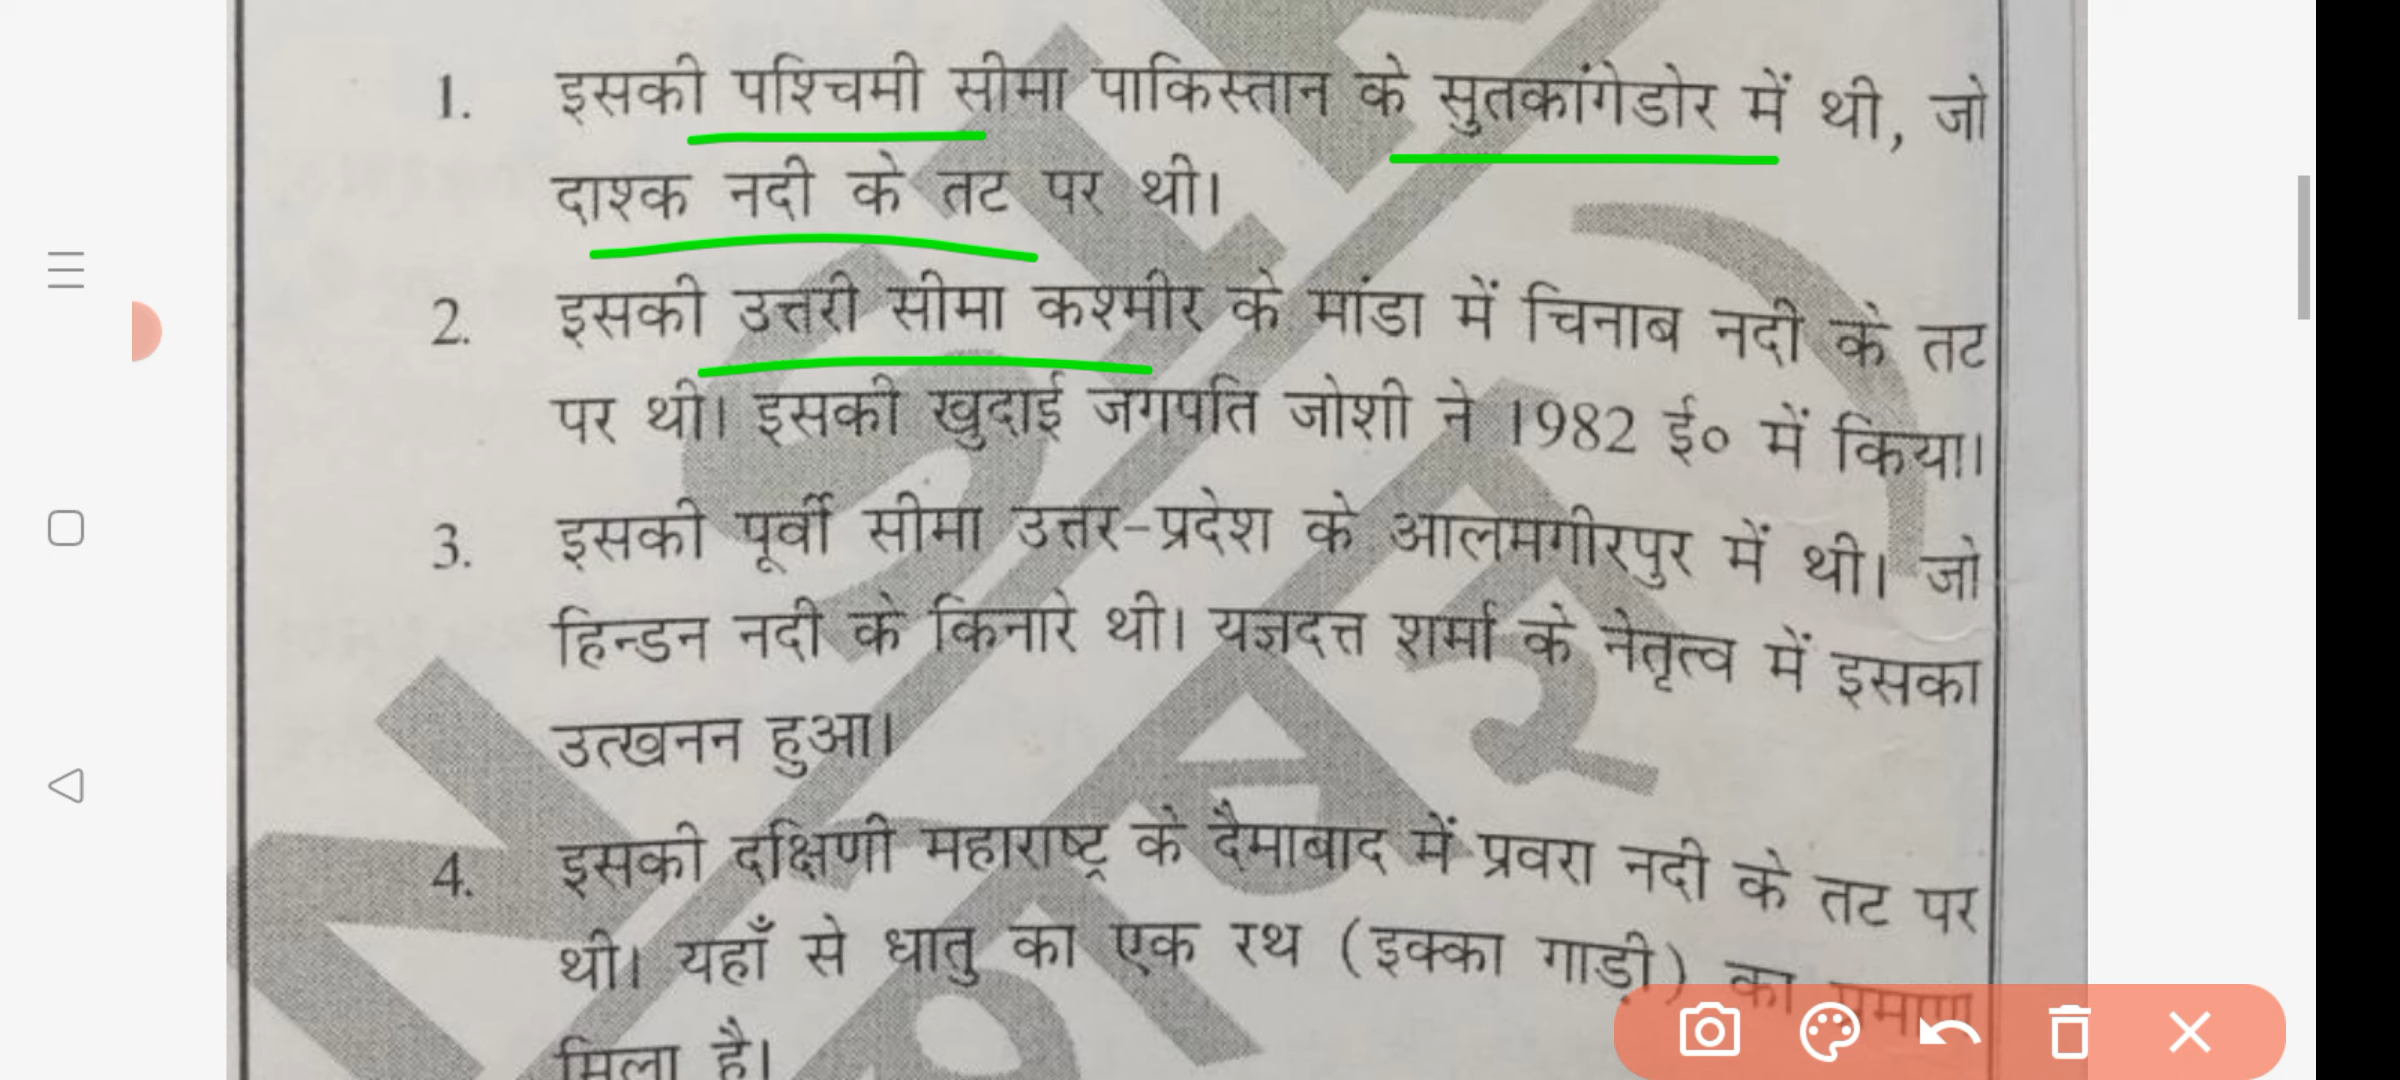 1. इसकी पश्चिमी सीमा पाकिस्तान के सुतकांगेडोर में थी, जो
दाश्क नदी के तट पर थी।
2. इसकी उत्तरी सीमा कश्मीर के मांडा में चिनाब नदी के तट
पर थी। इसकी खुदाई जगपति जोशी ने 1982 ई० में किया।
3. इसकी पूर्वी सीमा उत्तर-प्रदेश के आलमगीरपुर में थी। जो
हिन्डन नदी के किनारे थी। यज्ञदत्त शर्मा के नेतृत्व में इसका
उत्खनन हुआ।
4. इसकी दक्षिणी महाराष्ट्र के दैमाबाद में प्रवरा नदी के तट पर
थी। यहाँ से धातु का एक रथ (इक्का गाड़ी) का प्रमाण
मिला है।